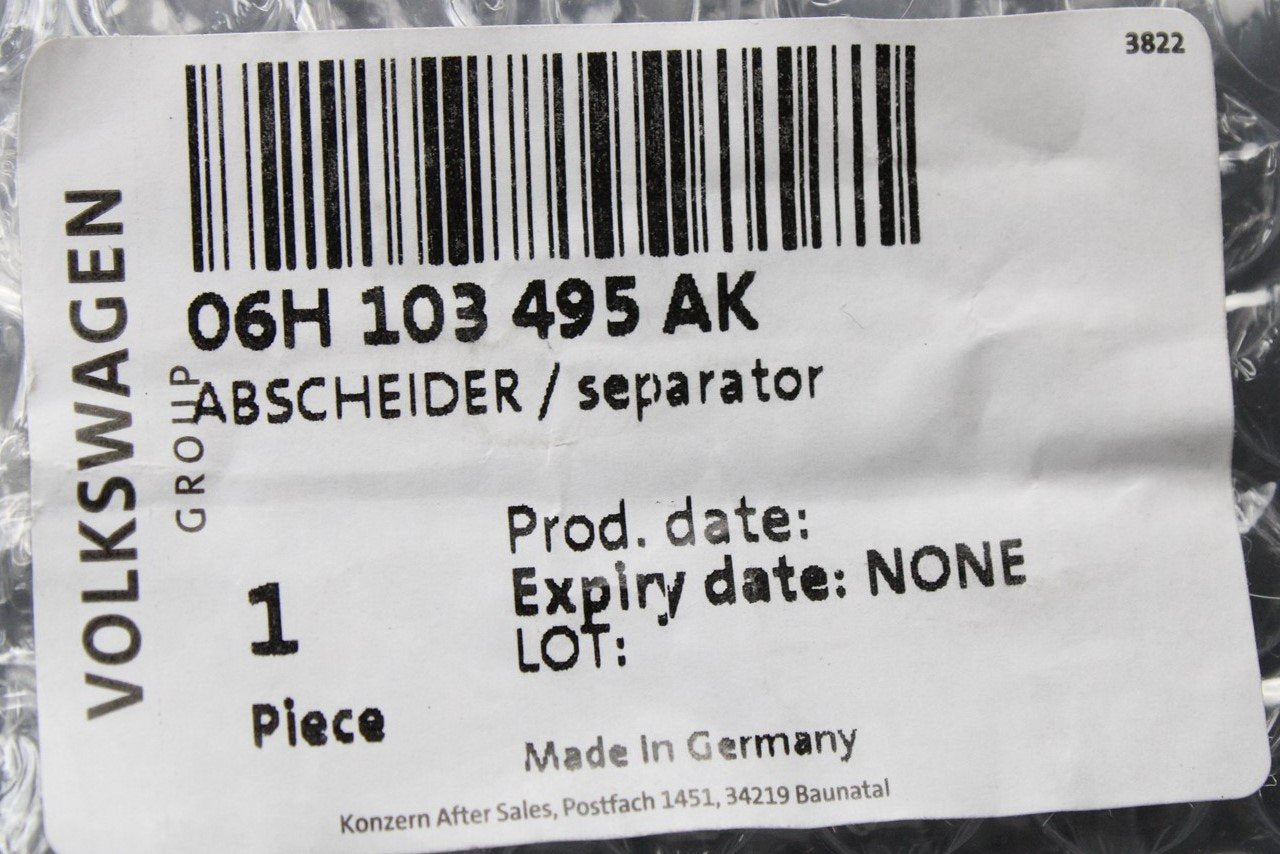 3822
VOLKSWAGEN
GROUP
06H 103 495 AK
ABSCHEIDER / separator
Prod. date:
Expiry date: NONE
LOT:
1
Piece
Made in Germany
Konzern After Sales, Postfach 1451, 34219 Baunatal